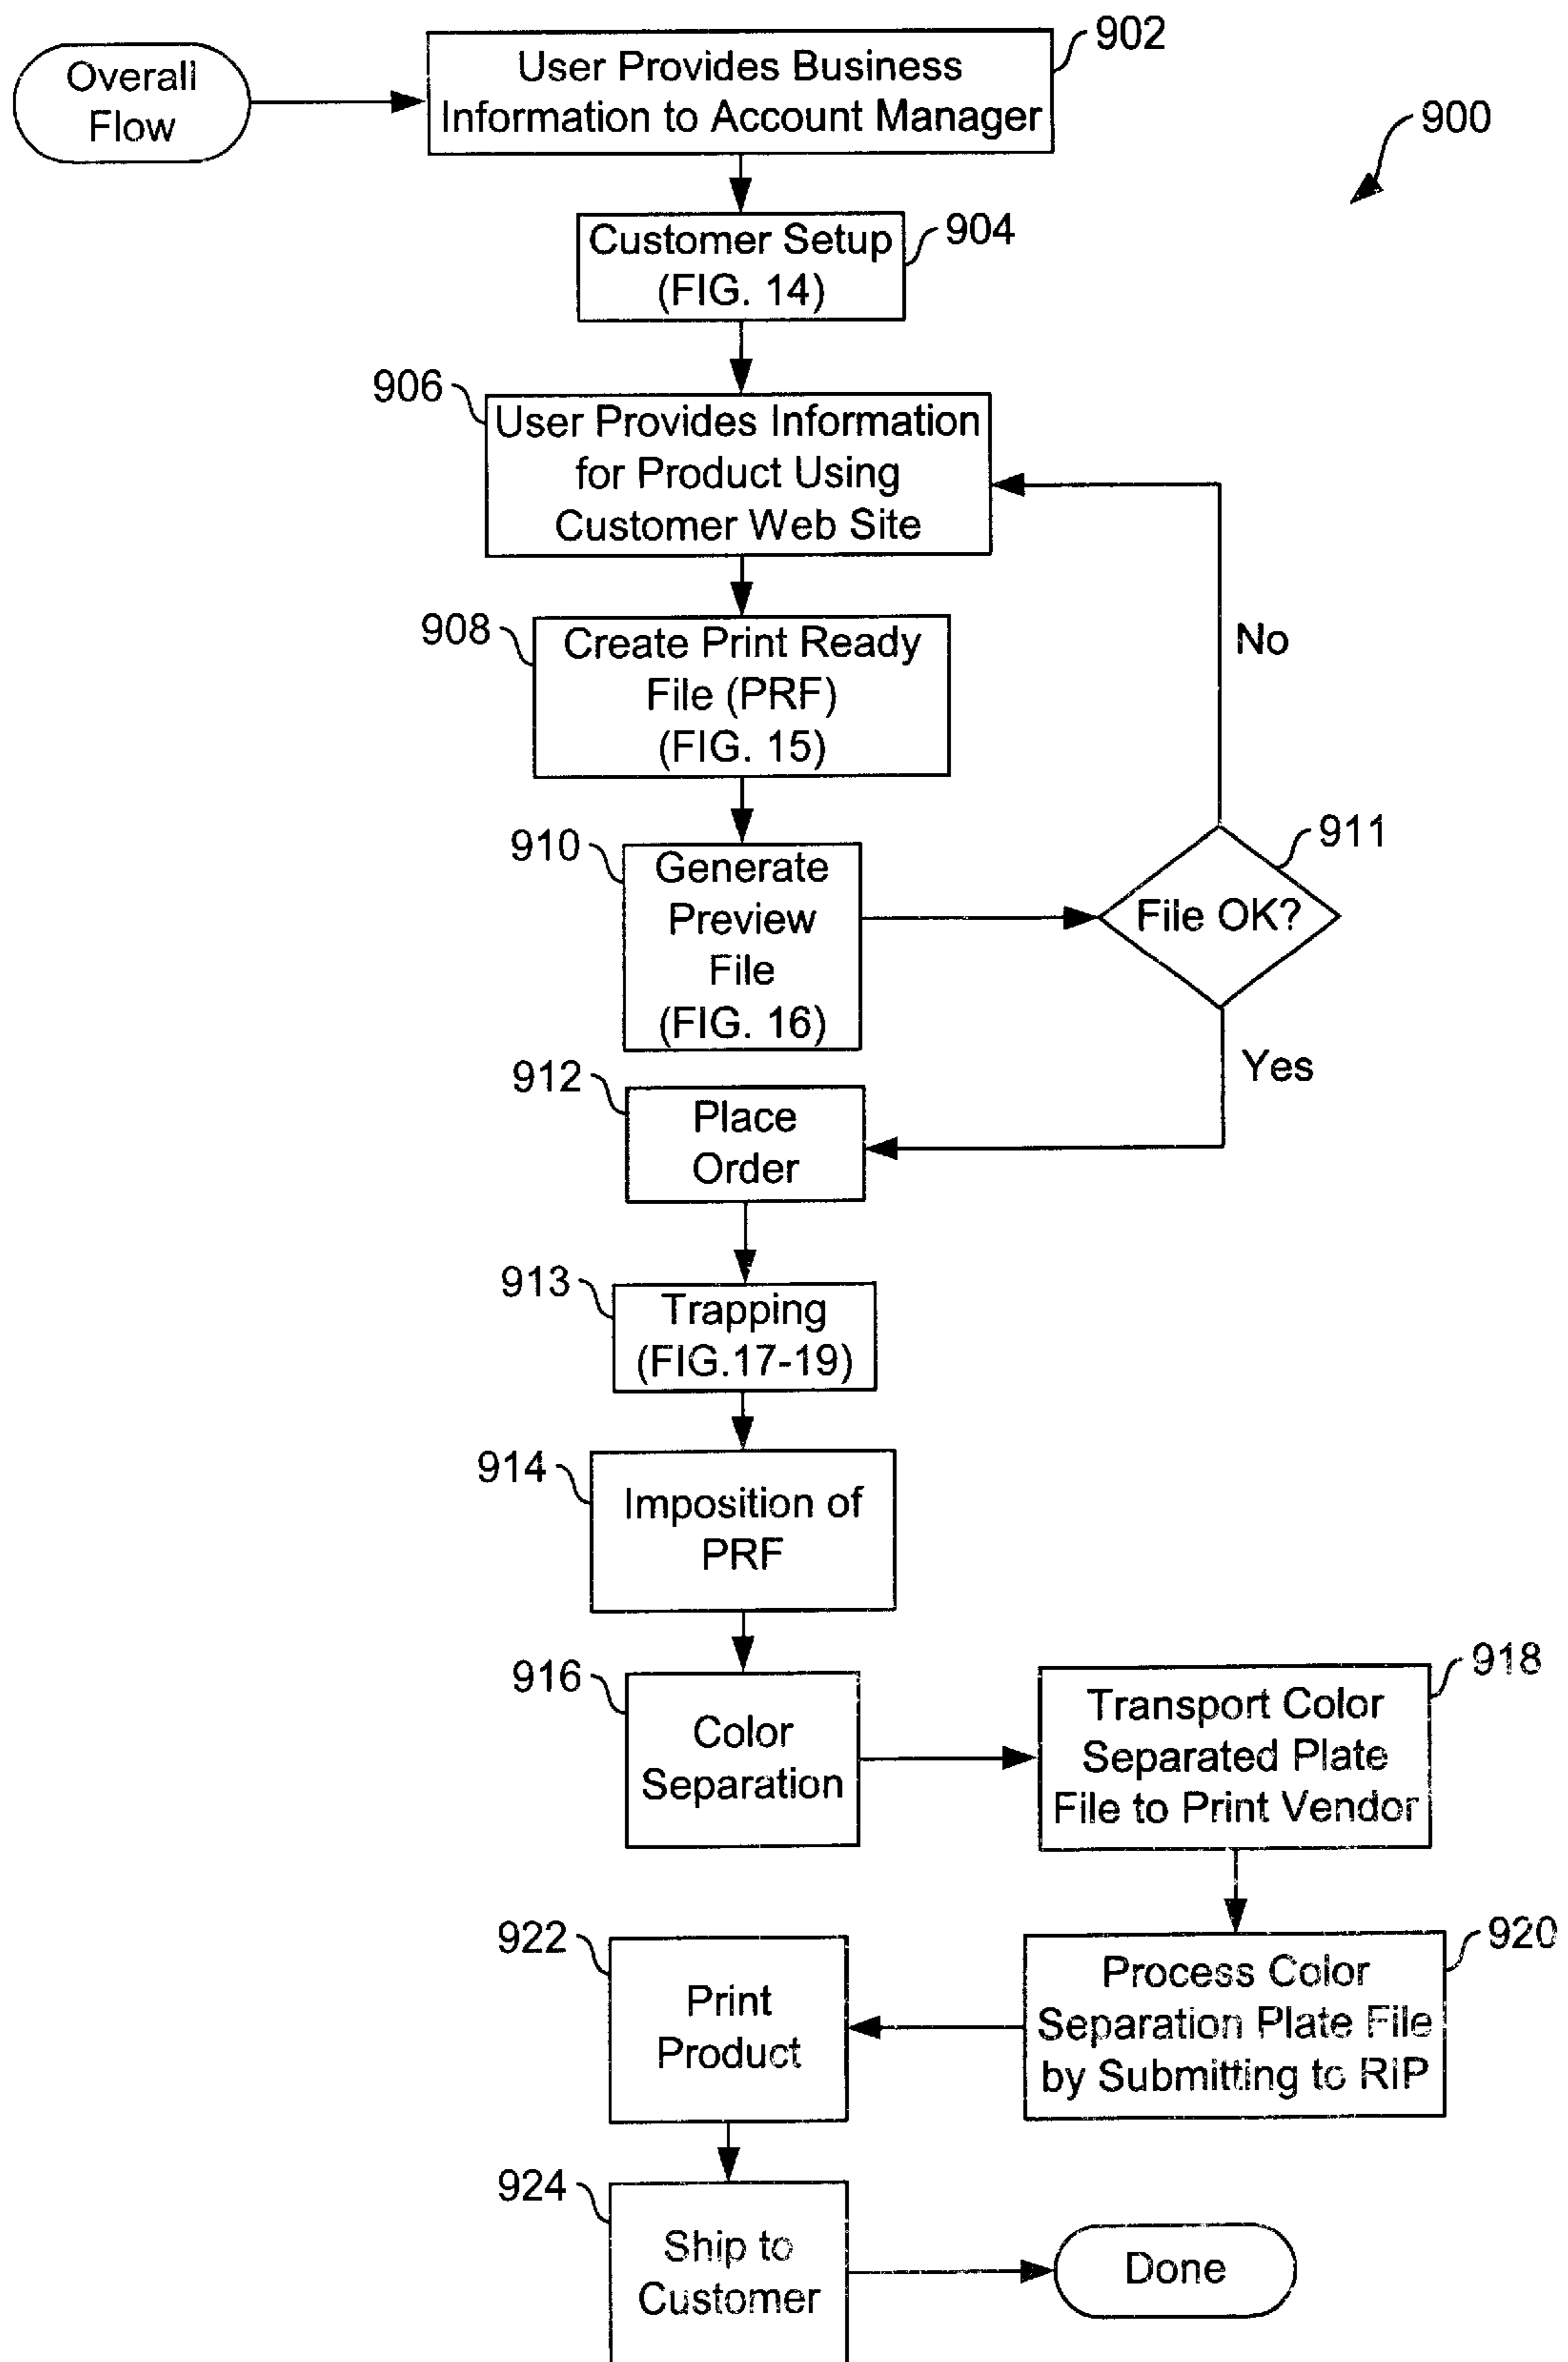 Overall
Flow
User Provides Business
Information to Account Manager
902
900
Customer Setup
(FIG. 14)
904
906
User Provides Information
for Product Using
Customer Web Site
908
Create Print Ready
File (PRF)
(FIG. 15)
No
910
Generate
Preview
File
(FIG. 16)
911
File OK?
Yes
912
Place
Order
913
Trapping
(FIG.17-19)
914
Imposition of
PRF
916
Color
Separation
918
Transport Color
Separated Plate
File to Print Vendor
920
Process Color
Separation Plate File
by Submitting to RIP
922
Print
Product
924
Ship to
Customer
Done